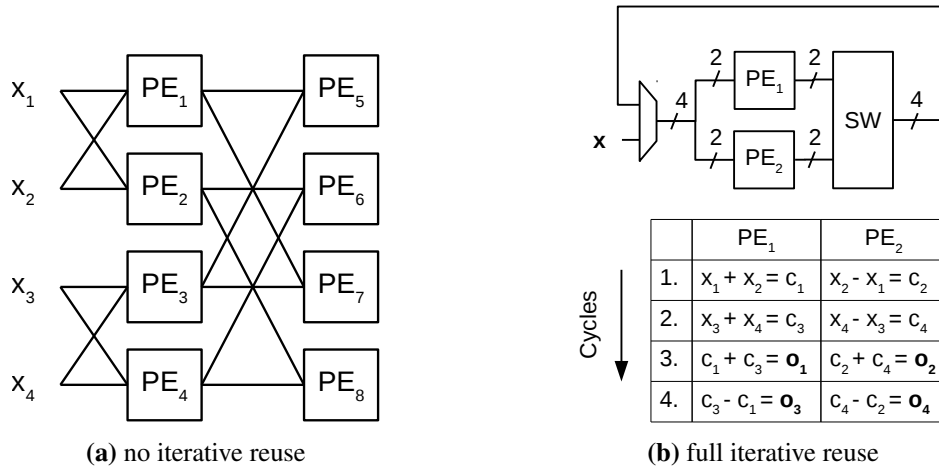 x₁ PE₁ PE₅
x₂ PE₂ PE₆
x₃ PE₃ PE₇
x₄ PE₄ PE₈
(a) no iterative reuse
2 PE₁ 2
4 SW 4
x
2 PE₂ 2
PE₁ PE₂
1. x₁ + x₂ = c₁ x₂ - x₁ = c₂
2. x₃ + x₄ = c₃ x₄ - x₃ = c₄
3. c₁ + c₃ = o₁ c₂ + c₄ = o₂
4. c₃ - c₁ = o₃ c₄ - c₂ = o₄
Cycles
(b) full iterative reuse